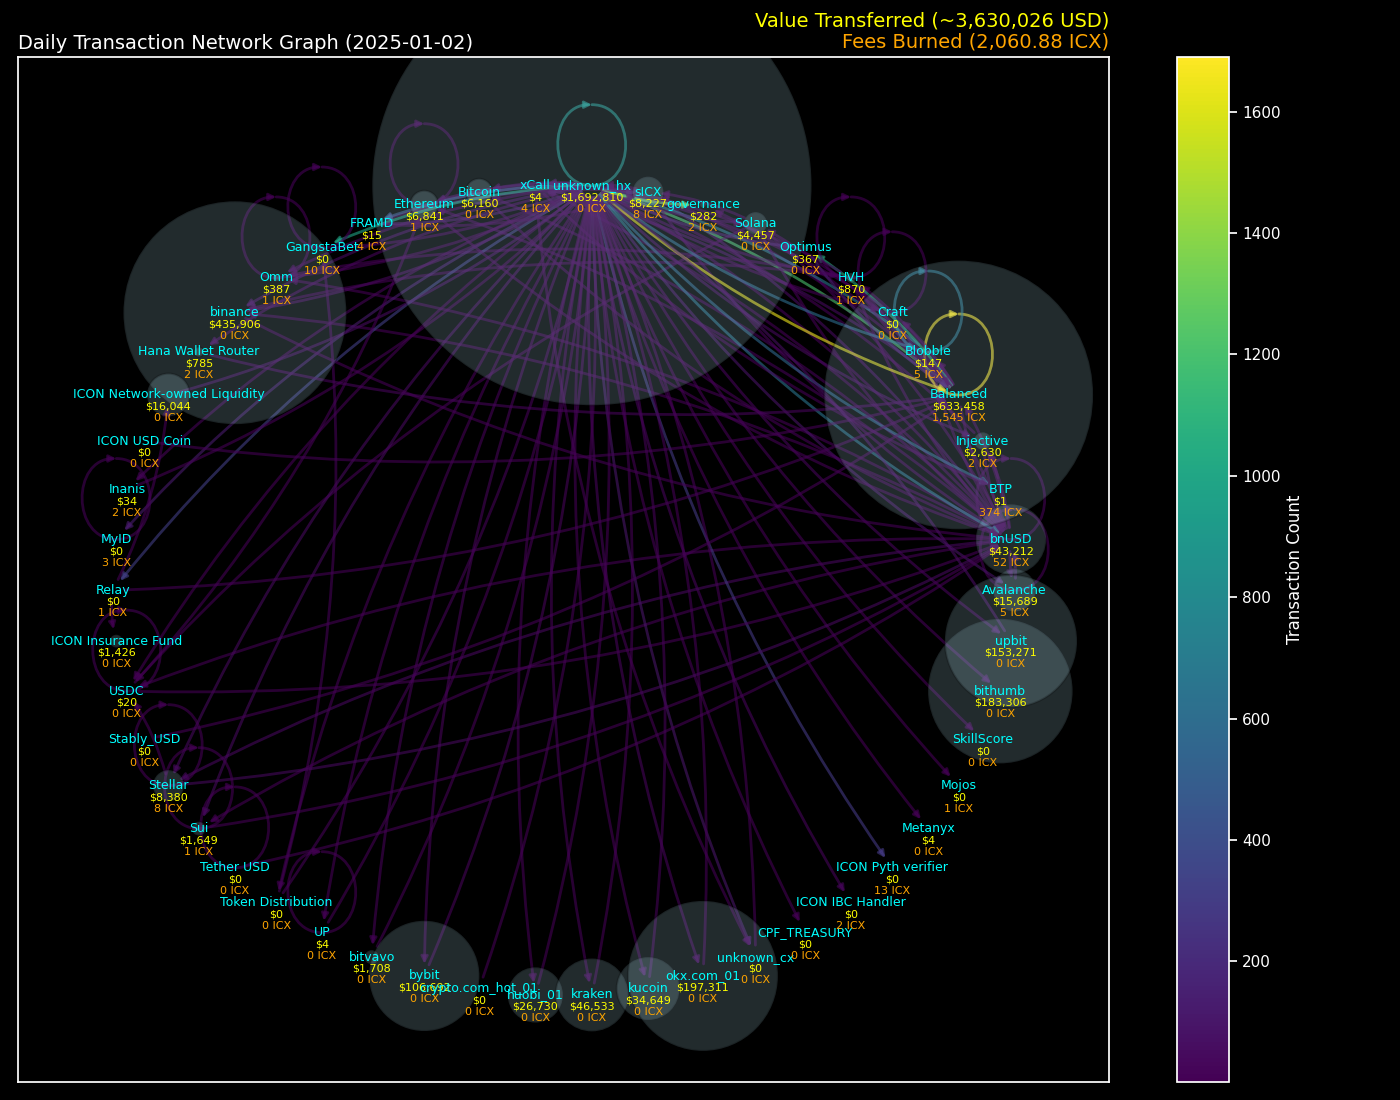 Value Transferred (~3,630,026 USD)
Daily Transaction Network Graph (2025-01-02)
Fees Burned (2,060.88 ICX)
unknown_hx
$1,692,810
0 ICX
xCall
$4
4 ICX
sICX
$8,227
8 ICX
Bitcoin
$6,160
0 ICX
governance
$282
2 ICX
Ethereum
$6,841
1 ICX
Solana
$4,457
0 ICX
FRAMD
$15
4 ICX
Optimus
$367
0 ICX
GangstaBet
$0
10 ICX
HVH
$870
1 ICX
Omm
$387
1 ICX
Craft
$0
0 ICX
binance
$435,906
0 ICX
Blobble
$147
5 ICX
Hana Wallet Router
$785
2 ICX
Balanced
$633,458
1,545 ICX
ICON Network-owned Liquidity
$16,044
0 ICX
Injective
$2,630
2 ICX
ICON USD Coin
$0
0 ICX
BTP
$1
374 ICX
Inanis
$34
2 ICX
bnUSD
$43,212
52 ICX
MyID
$0
3 ICX
Avalanche
$15,689
5 ICX
Relay
$0
1 ICX
upbit
$153,271
0 ICX
ICON Insurance Fund
$1,426
0 ICX
bithumb
$183,306
0 ICX
USDC
$20
0 ICX
SkillScore
$0
0 ICX
Stably_USD
$0
0 ICX
Mojos
$0
1 ICX
Stellar
$8,380
8 ICX
Metanyx
$4
0 ICX
Sui
$1,649
1 ICX
ICON Pyth verifier
$0
13 ICX
Tether USD
$0
0 ICX
ICON IBC Handler
$0
2 ICX
Token Distribution
$0
0 ICX
CPF_TREASURY
$0
0 ICX
UP
$4
0 ICX
unknown_cx
$0
0 ICX
bitvavo
$1,708
0 ICX
okx.com_01
$197,311
0 ICX
bybit
$106,692
0 ICX
crypto.com_hot_01
$0
0 ICX
huobi_01
$26,730
0 ICX
kraken
$46,533
0 ICX
kucoin
$34,649
0 ICX
1600
1400
1200
1000
800
600
400
200
Transaction Count